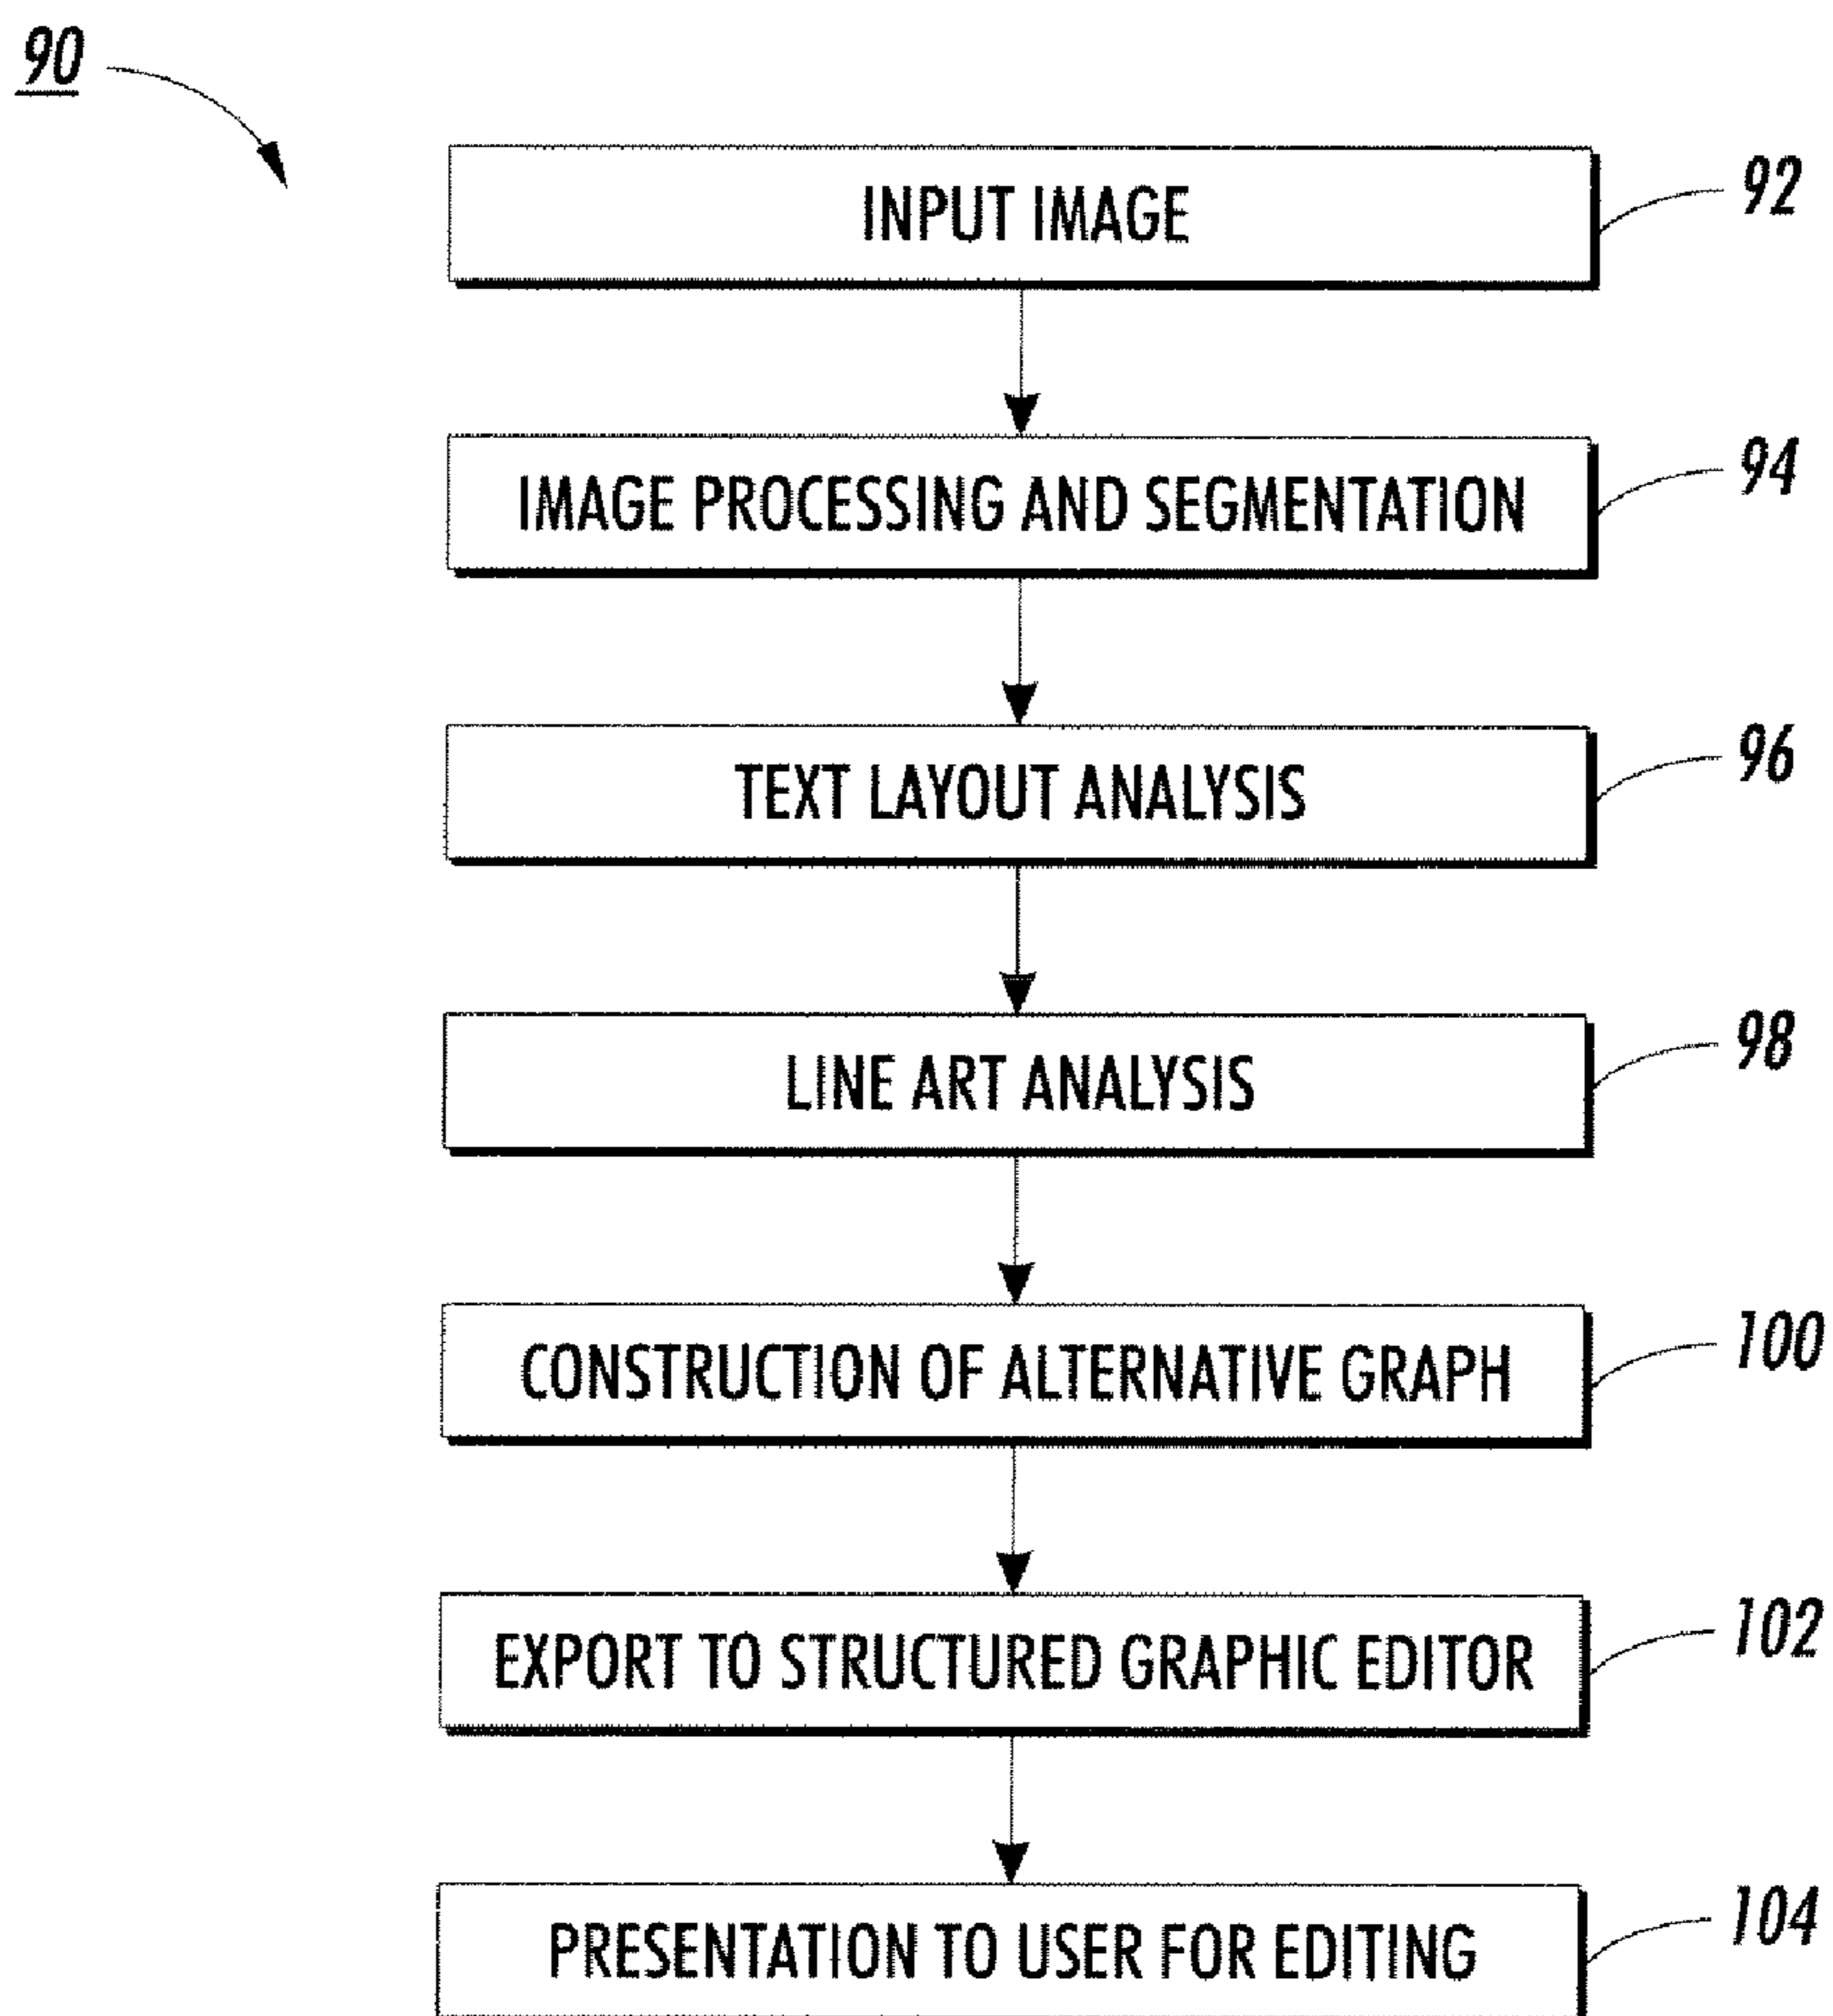 90
INPUT IMAGE
92
IMAGE PROCESSING AND SEGMENTATION
94
TEXT LAYOUT ANALYSIS
96
LINE ART ANALYSIS
98
CONSTRUCTION OF ALTERNATIVE GRAPH
100
EXPORT TO STRUCTURED GRAPHIC EDITOR
102
PRESENTATION TO USER FOR EDITING
104